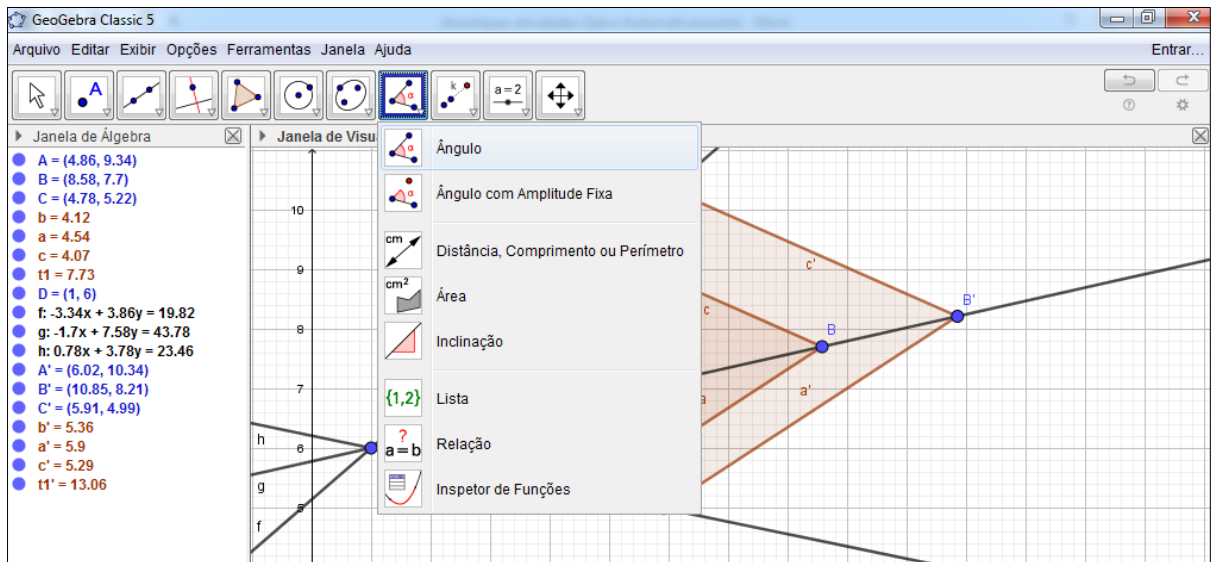 GeoGebra Classic 5
Arquivo Editar Exibir Opções Ferramentas Janela Ajuda Entrar...
A α k a = 2
Janela de Álgebra
Janela de Visu
A = (4.86, 9.34)
B = (8.58, 7.7)
C = (4.78, 5.22)
b = 4.12
a = 4.54
c = 4.07
t1 = 7.73
D = (1, 6)
f: -3.34x + 3.86y = 19.82
g: -1.7x + 7.58y = 43.78
h: 0.78x + 3.78y = 23.46
A' = (6.02, 10.34)
B' = (10.85, 8.21)
C' = (5.91, 4.99)
b' = 5.36
a' = 5.9
c' = 5.29
t1' = 13.06
α Ângulo
α Ângulo com Amplitude Fixa
cm Distância, Comprimento ou Perímetro
cm² Área
Inclinação
{1,2} Lista
? a = b Relação
Inspetor de Funções
10
9
8
7
6
5
h
g
f
c'
B'
c
B
a
a'